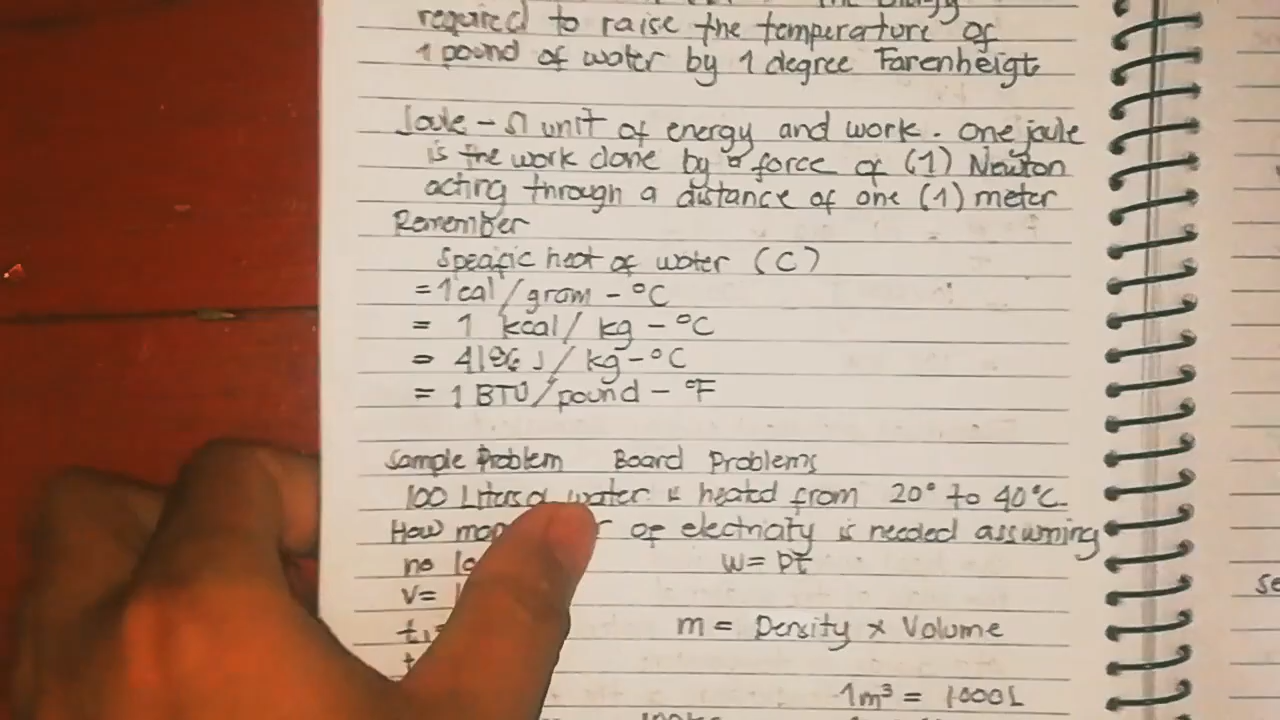 The Energy
required to raise the temperature of
1 pound of water by 1 degree Farenheigt
Joule - A unit of energy and work. One joule
is the work done by a force of (1) Newton
acting through a distance of one (1) meter
Remember
Specific heat of water (C)
= 1 cal/gram - °C
= 1 kcal/kg - °C
= 4186 J/kg - °C
= 1 BTU/pound - °F
Sample Problem Board Problems
100 Liters of water is heated from 20° to 40°C.
How of electricity is needed assuming
no w = pt
v=
t₁= m = Density x Volume
1m³ = 1000L